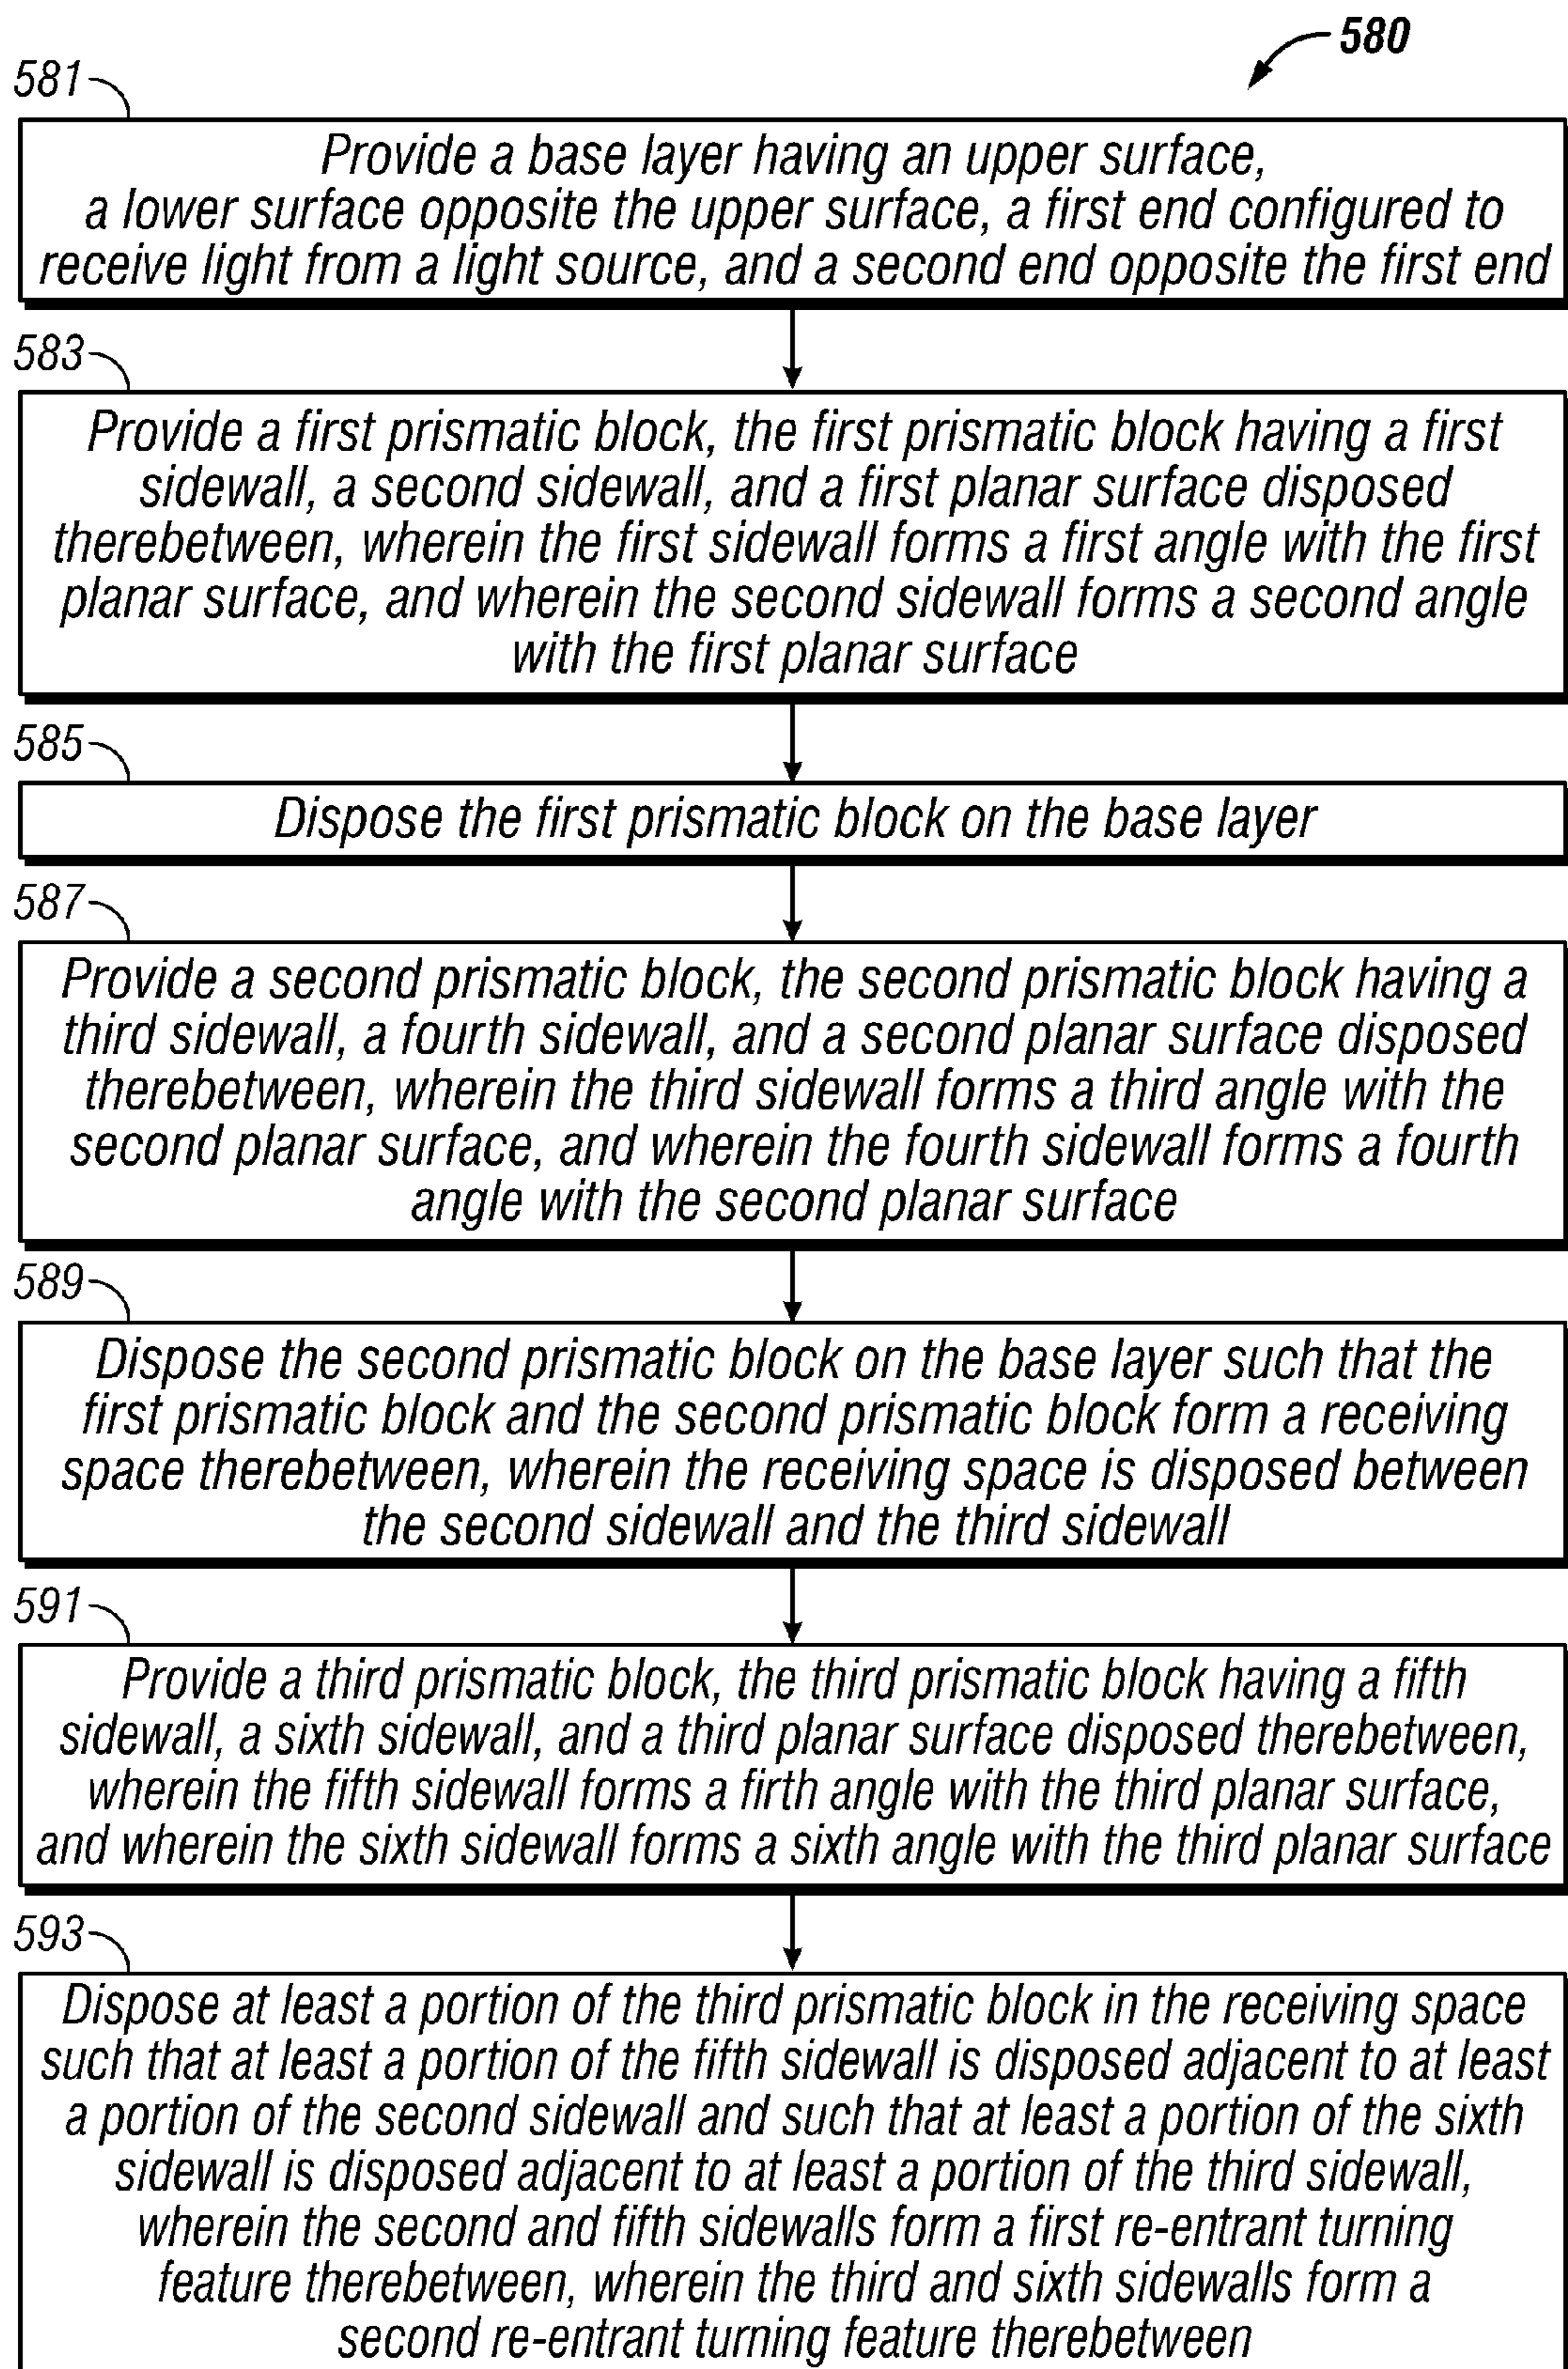 580
581
Provide a base layer having an upper surface,
a lower surface opposite the upper surface, a first end configured to
receive light from a light source, and a second end opposite the first end
583
Provide a first prismatic block, the first prismatic block having a first
sidewall, a second sidewall, and a first planar surface disposed
therebetween, wherein the first sidewall forms a first angle with the first
planar surface, and wherein the second sidewall forms a second angle
with the first planar surface
585
Dispose the first prismatic block on the base layer
587
Provide a second prismatic block, the second prismatic block having a
third sidewall, a fourth sidewall, and a second planar surface disposed
therebetween, wherein the third sidewall forms a third angle with the
second planar surface, and wherein the fourth sidewall forms a fourth
angle with the second planar surface
589
Dispose the second prismatic block on the base layer such that the
first prismatic block and the second prismatic block form a receiving
space therebetween, wherein the receiving space is disposed between
the second sidewall and the third sidewall
591
Provide a third prismatic block, the third prismatic block having a fifth
sidewall, a sixth sidewall, and a third planar surface disposed therebetween,
wherein the fifth sidewall forms a firth angle with the third planar surface,
and wherein the sixth sidewall forms a sixth angle with the third planar surface
593
Dispose at least a portion of the third prismatic block in the receiving space
such that at least a portion of the fifth sidewall is disposed adjacent to at least
a portion of the second sidewall and such that at least a portion of the sixth
sidewall is disposed adjacent to at least a portion of the third sidewall,
wherein the second and fifth sidewalls form a first re-entrant turning
feature therebetween, wherein the third and sixth sidewalls form a
second re-entrant turning feature therebetween